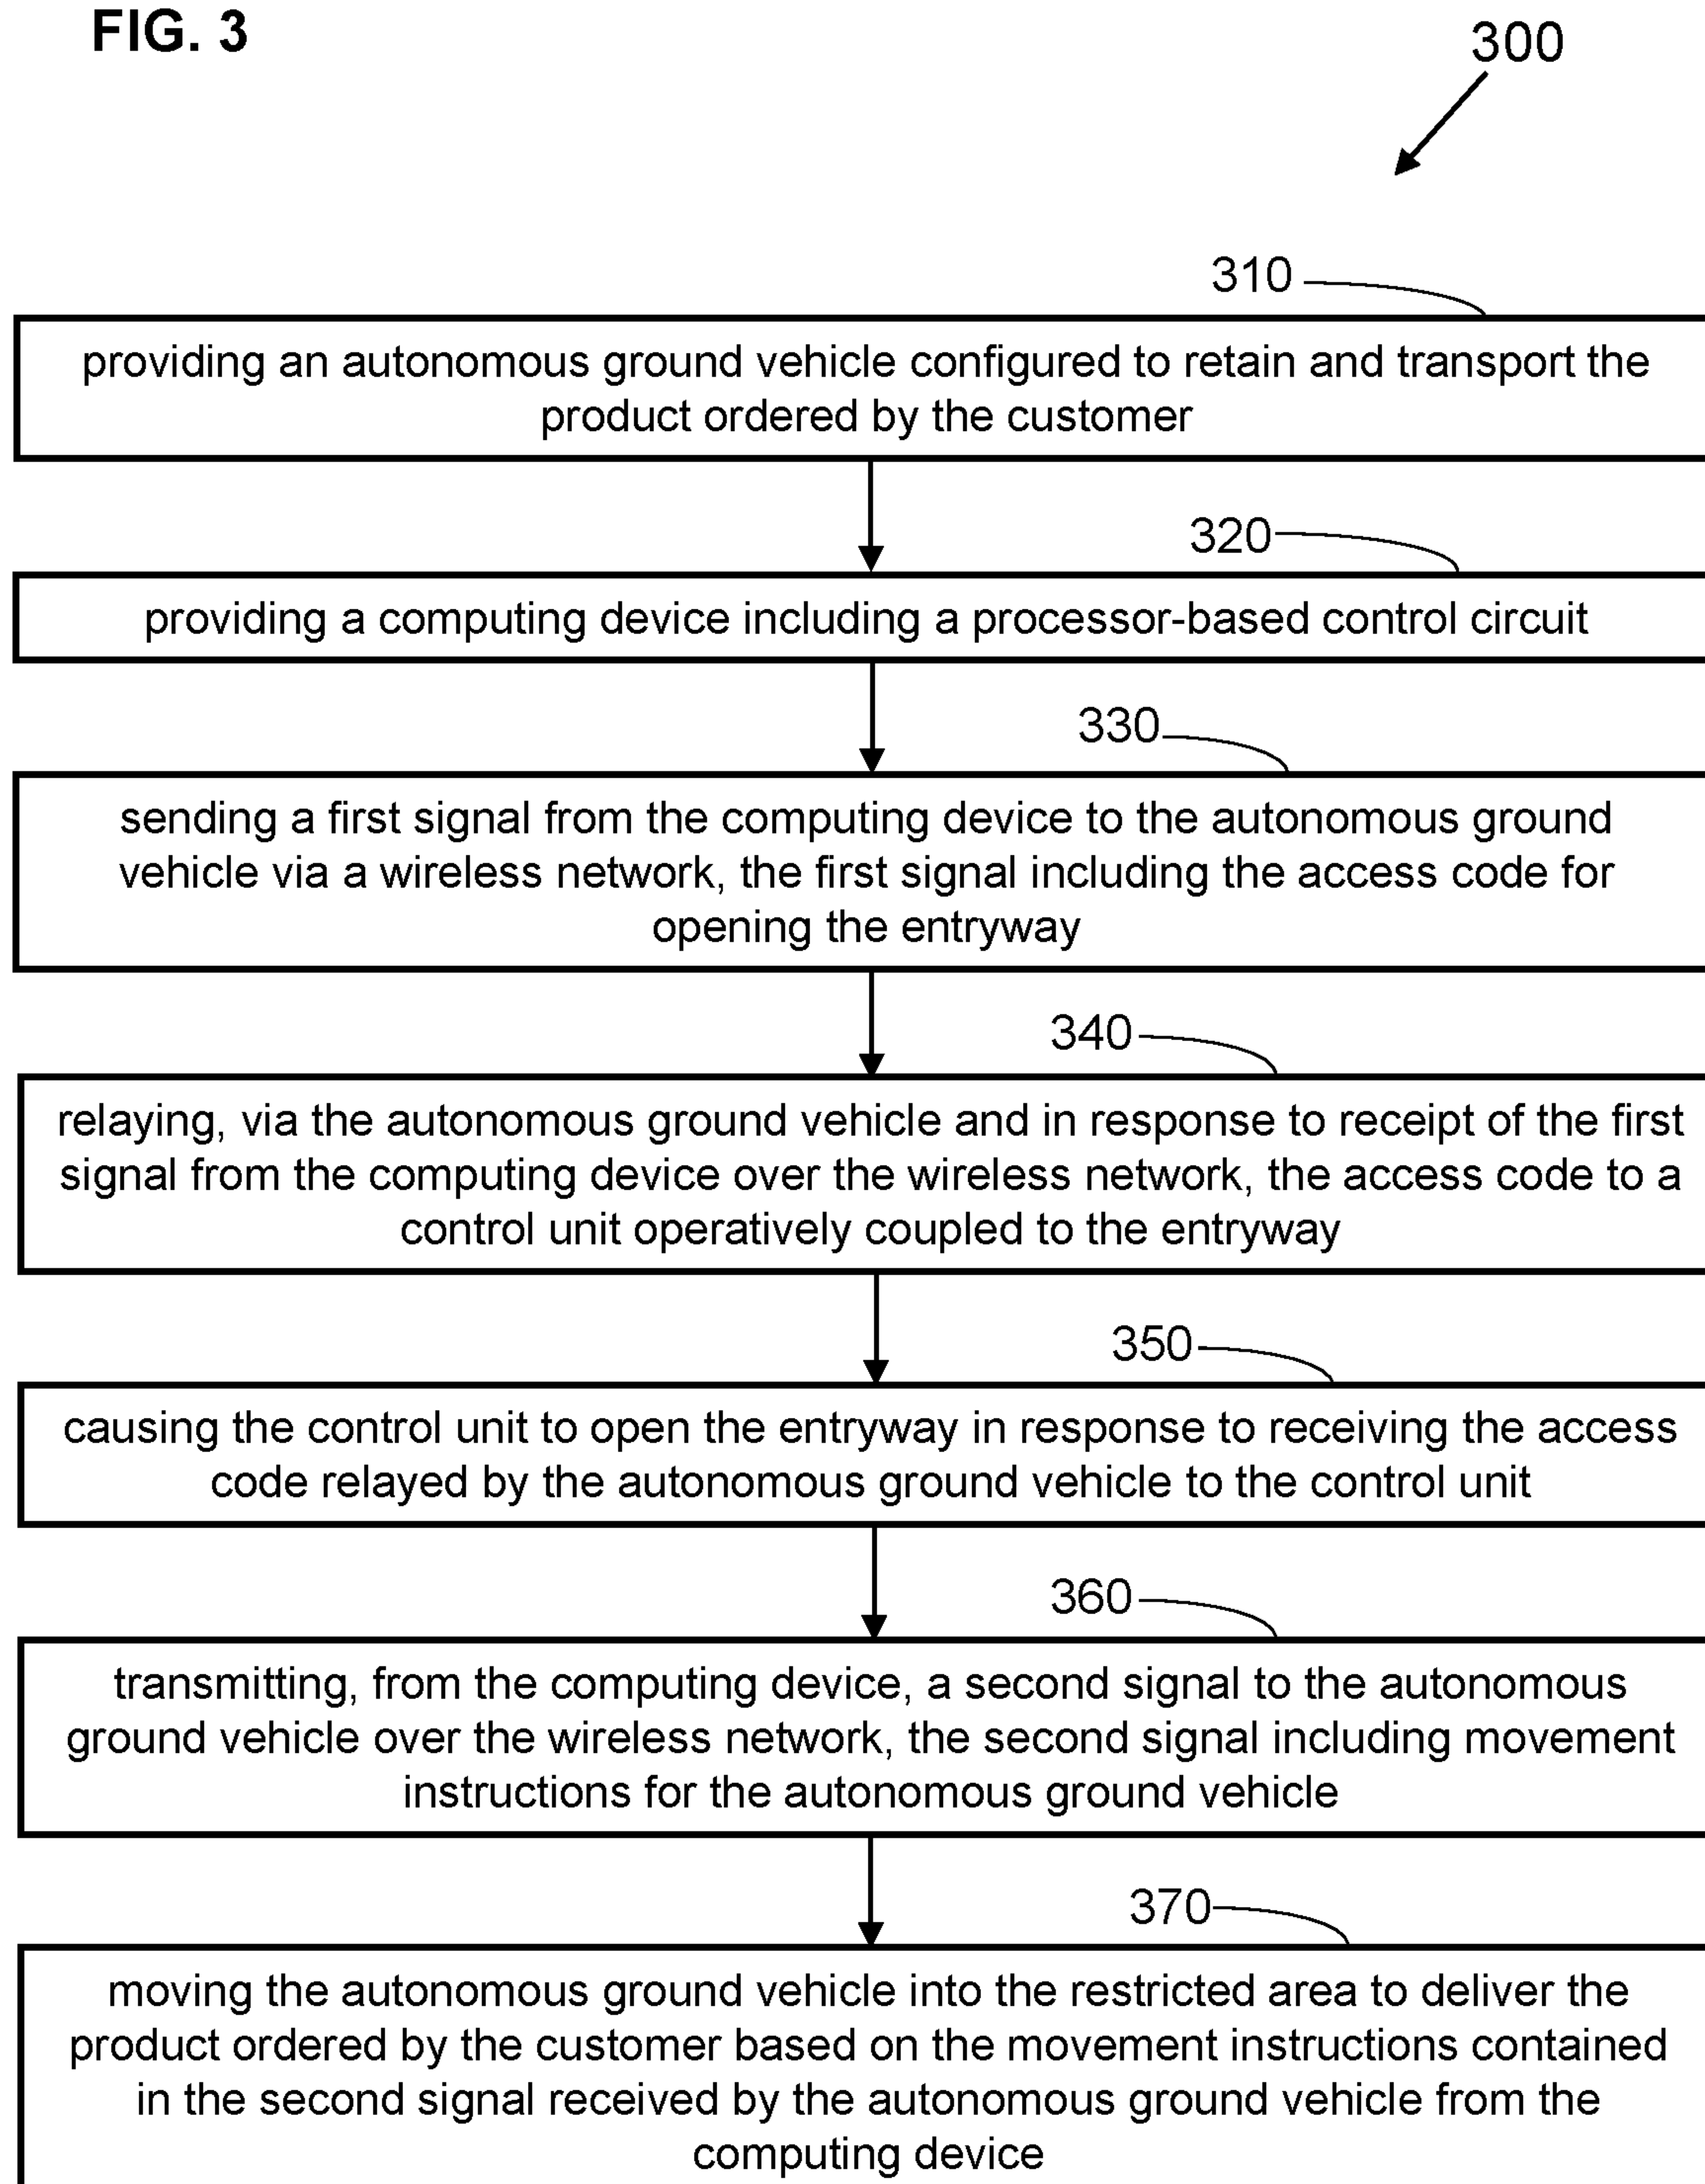 FIG. 3
300
310
providing an autonomous ground vehicle configured to retain and transport the
product ordered by the customer
320
providing a computing device including a processor-based control circuit
330
sending a first signal from the computing device to the autonomous ground
vehicle via a wireless network, the first signal including the access code for
opening the entryway
340
relaying, via the autonomous ground vehicle and in response to receipt of the first
signal from the computing device over the wireless network, the access code to a
control unit operatively coupled to the entryway
350
causing the control unit to open the entryway in response to receiving the access
code relayed by the autonomous ground vehicle to the control unit
360
transmitting, from the computing device, a second signal to the autonomous
ground vehicle over the wireless network, the second signal including movement
instructions for the autonomous ground vehicle
370
moving the autonomous ground vehicle into the restricted area to deliver the
product ordered by the customer based on the movement instructions contained
in the second signal received by the autonomous ground vehicle from the
computing device